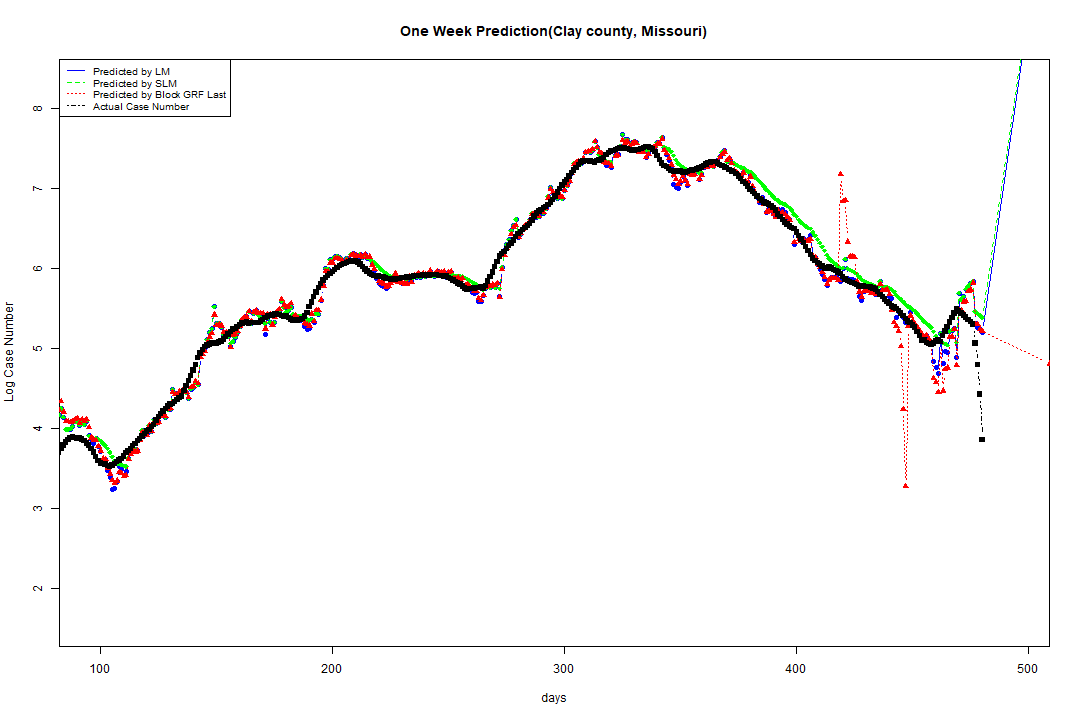 One Week Prediction(Clay county, Missouri)
Predicted by LM
Predicted by SLM
Predicted by Block GRF Last
Actual Case Number
Log Case Number
8
7
6
5
4
3
2
100 200 300 400 500
days